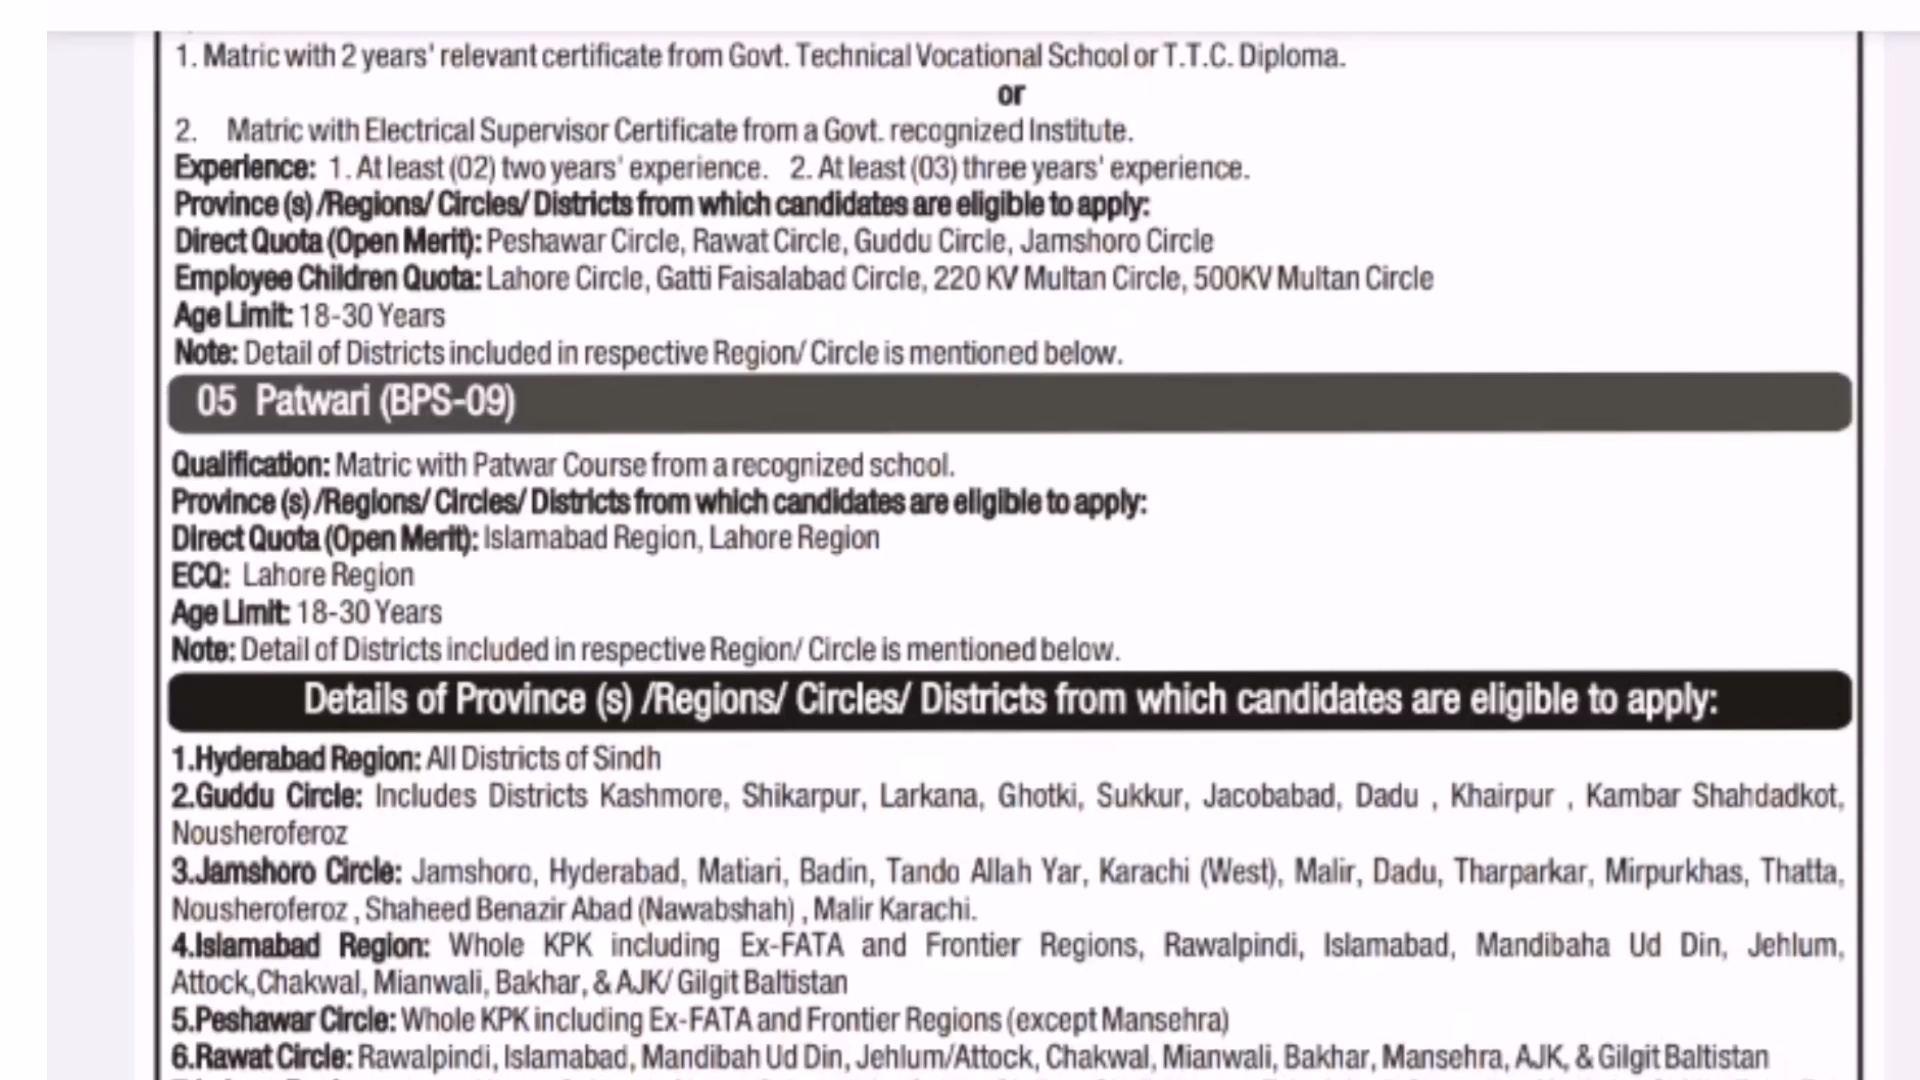 1. Matric with 2 years' relevant certificate from Govt. Technical Vocational School or T.T.C. Diploma.
or
2. Matric with Electrical Supervisor Certificate from a Govt. recognized Institute.
Experience: 1. At least (02) two years' experience. 2. At least (03) three years' experience.
Province (s) /Regions/ Circles/ Districts from which candidates are eligible to apply:
Direct Quota (Open Merit): Peshawar Circle, Rawat Circle, Guddu Circle, Jamshoro Circle
Employee Children Quota: Lahore Circle, Gatti Faisalabad Circle, 220 KV Multan Circle, 500KV Multan Circle
Age Limit: 18-30 Years
Note: Detail of Districts included in respective Region/ Circle is mentioned below.
05 Patwari (BPS-09)
Qualification: Matric with Patwar Course from a recognized school.
Province (s) /Regions/ Circles/ Districts from which candidates are eligible to apply:
Direct Quota (Open Merit): Islamabad Region, Lahore Region
ECQ: Lahore Region
Age Limit: 18-30 Years
Note: Detail of Districts included in respective Region/ Circle is mentioned below.
Details of Province (s) /Regions/ Circles/ Districts from which candidates are eligible to apply:
1.Hyderabad Region: All Districts of Sindh
2.Guddu Circle: Includes Districts Kashmore, Shikarpur, Larkana, Ghotki, Sukkur, Jacobabad, Dadu , Khairpur , Kambar Shahdadkot,
Nousheroferoz
3.Jamshoro Circle: Jamshoro, Hyderabad, Matiari, Badin, Tando Allah Yar, Karachi (West), Malir, Dadu, Tharparkar, Mirpurkhas, Thatta,
Nousheroferoz , Shaheed Benazir Abad (Nawabshah) , Malir Karachi.
4.Islamabad Region: Whole KPK including Ex-FATA and Frontier Regions, Rawalpindi, Islamabad, Mandibaha Ud Din, Jehlum,
Attock,Chakwal, Mianwali, Bakhar, & AJK/ Gilgit Baltistan
5.Peshawar Circle: Whole KPK including Ex-FATA and Frontier Regions (except Mansehra)
6.Rawat Circle: Rawalpindi, Islamabad, Mandibah Ud Din, Jehlum/Attock, Chakwal, Mianwali, Bakhar, Mansehra, AJK, & Gilgit Baltistan